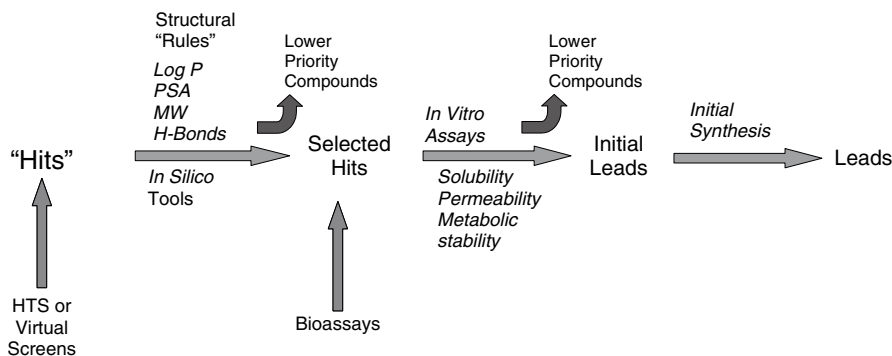 Structural
“Rules”
Log P
PSA
MW
H-Bonds
Lower
Priority
Compounds
“Hits”
In Silico
Tools
HTS or
Virtual
Screens
Selected
Hits
Bioassays
In Vitro
Assays
Solubility
Permeability
Metabolic
stability
Lower
Priority
Compounds
Initial
Leads
Initial
Synthesis
Leads